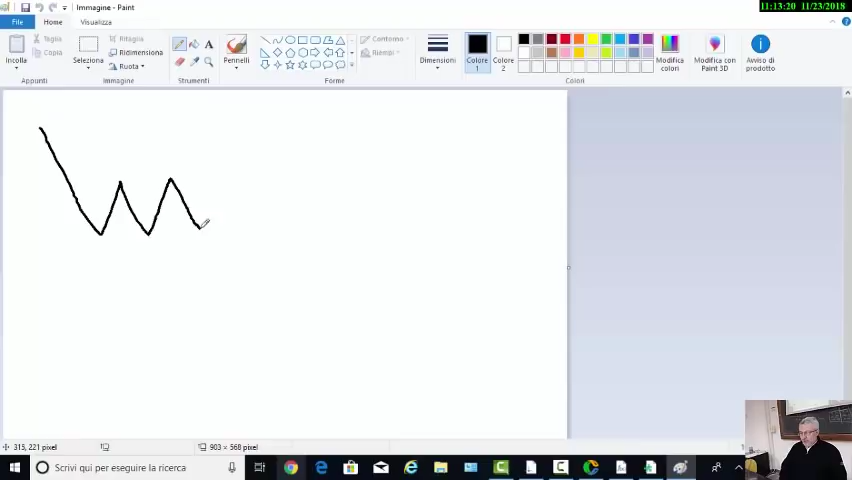 Immagine - Paint
11:13:20 11/23/2018
File Home Visualizza
Incolla
Taglia
Copia
Appunti
Seleziona
Ritaglia
Ridimensiona
Ruota
Immagine
A
Strumenti
Pennelli
Contorno
Riempi
Forme
Dimensioni
Colore 1
Colore 2
Colori
Modifica colori
Modifica con Paint 3D
Avviso di prodotto
315, 221 pixel
903 × 568 pixel
Scrivi qui per eseguire la ricerca